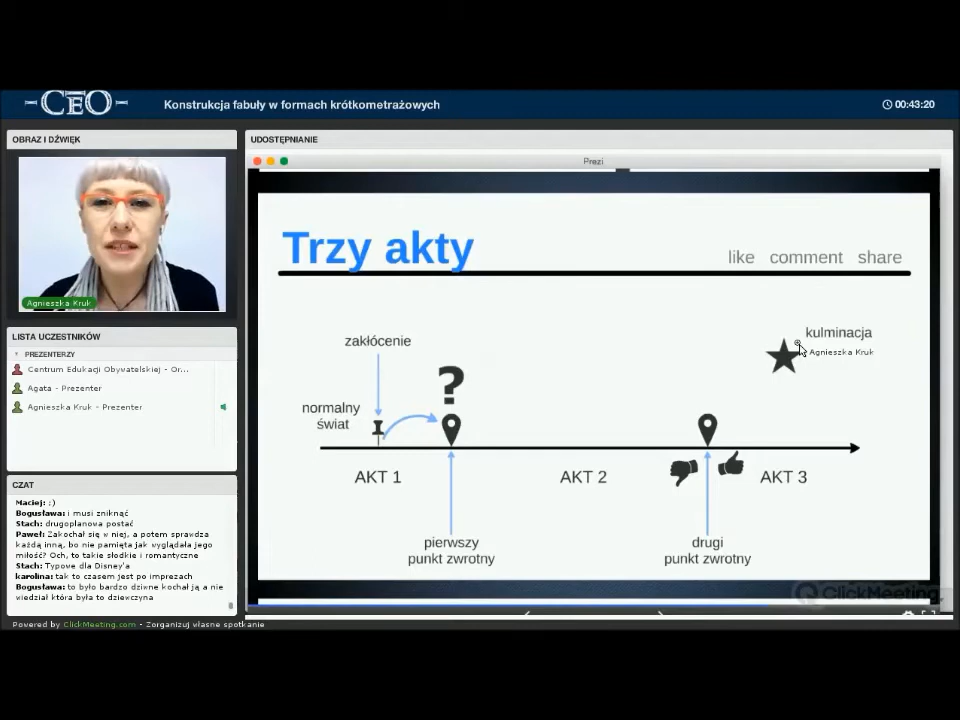 CEO
Konstrukcja fabuły w formach krótkometrażowych
00:43:20
OBRAZ I DŹWIĘK
Agnieszka Kruk
LISTA UCZESTNIKÓW
PREZENTERZY
Centrum Edukacji Obywatelskiej - Or...
Agata - Prezenter
Agnieszka Kruk - Prezenter
CZAT
Maciej: ;)
Bogusława: i musi zniknąć
Stach: drugoplanowa postać
Paweł: Zakochał się w niej, a potem sprawdza
każdą inną, bo nie pamięta jak wyglądała jego
miłość? Och, to takie słodkie i romantyczne
Stach: Typowe dla Disney'a
karolina: tak to czasem jest po imprezach
Bogusława: to było bardzo dziwne kochał ją a nie
wiedział która była to dziewczyna
UDOSTĘPNIANIE
Prezi
Trzy akty
like comment share
zakłócenie
kulminacja
Agnieszka Kruk
?
normalny
świat
AKT 1
AKT 2
AKT 3
pierwszy
punkt zwrotny
drugi
punkt zwrotny
ClickMeeting
Powered by ClickMeeting.com - Zorganizuj własne spotkanie